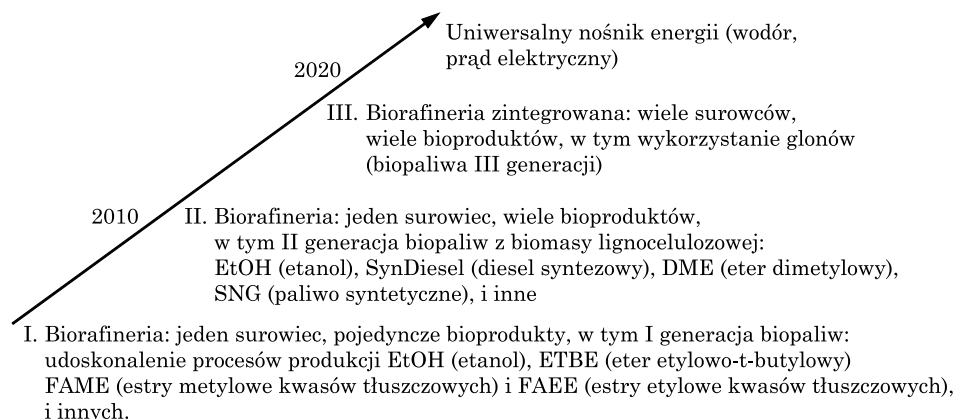 Uniwersalny nośnik energii (wodór,
prąd elektryczny)
2020
III. Biorafineria zintegrowana: wiele surowców,
wiele bioproduktów, w tym wykorzystanie glonów
(biopaliwa III generacji)
2010
II. Biorafineria: jeden surowiec, wiele bioproduktów,
w tym II generacja biopaliw z biomasy lignocelulozowej:
EtOH (etanol), SynDiesel (diesel syntezowy), DME (eter dimetylowy),
SNG (paliwo syntetyczne), i inne
I. Biorafineria: jeden surowiec, pojedyncze bioprodukty, w tym I generacja biopaliw:
udoskonalenie procesów produkcji EtOH (etanol), ETBE (eter etylowo-t-butylowy)
FAME (estry metylowe kwasów tłuszczowych) i FAEE (estry etylowe kwasów tłuszczowych),
i innych.